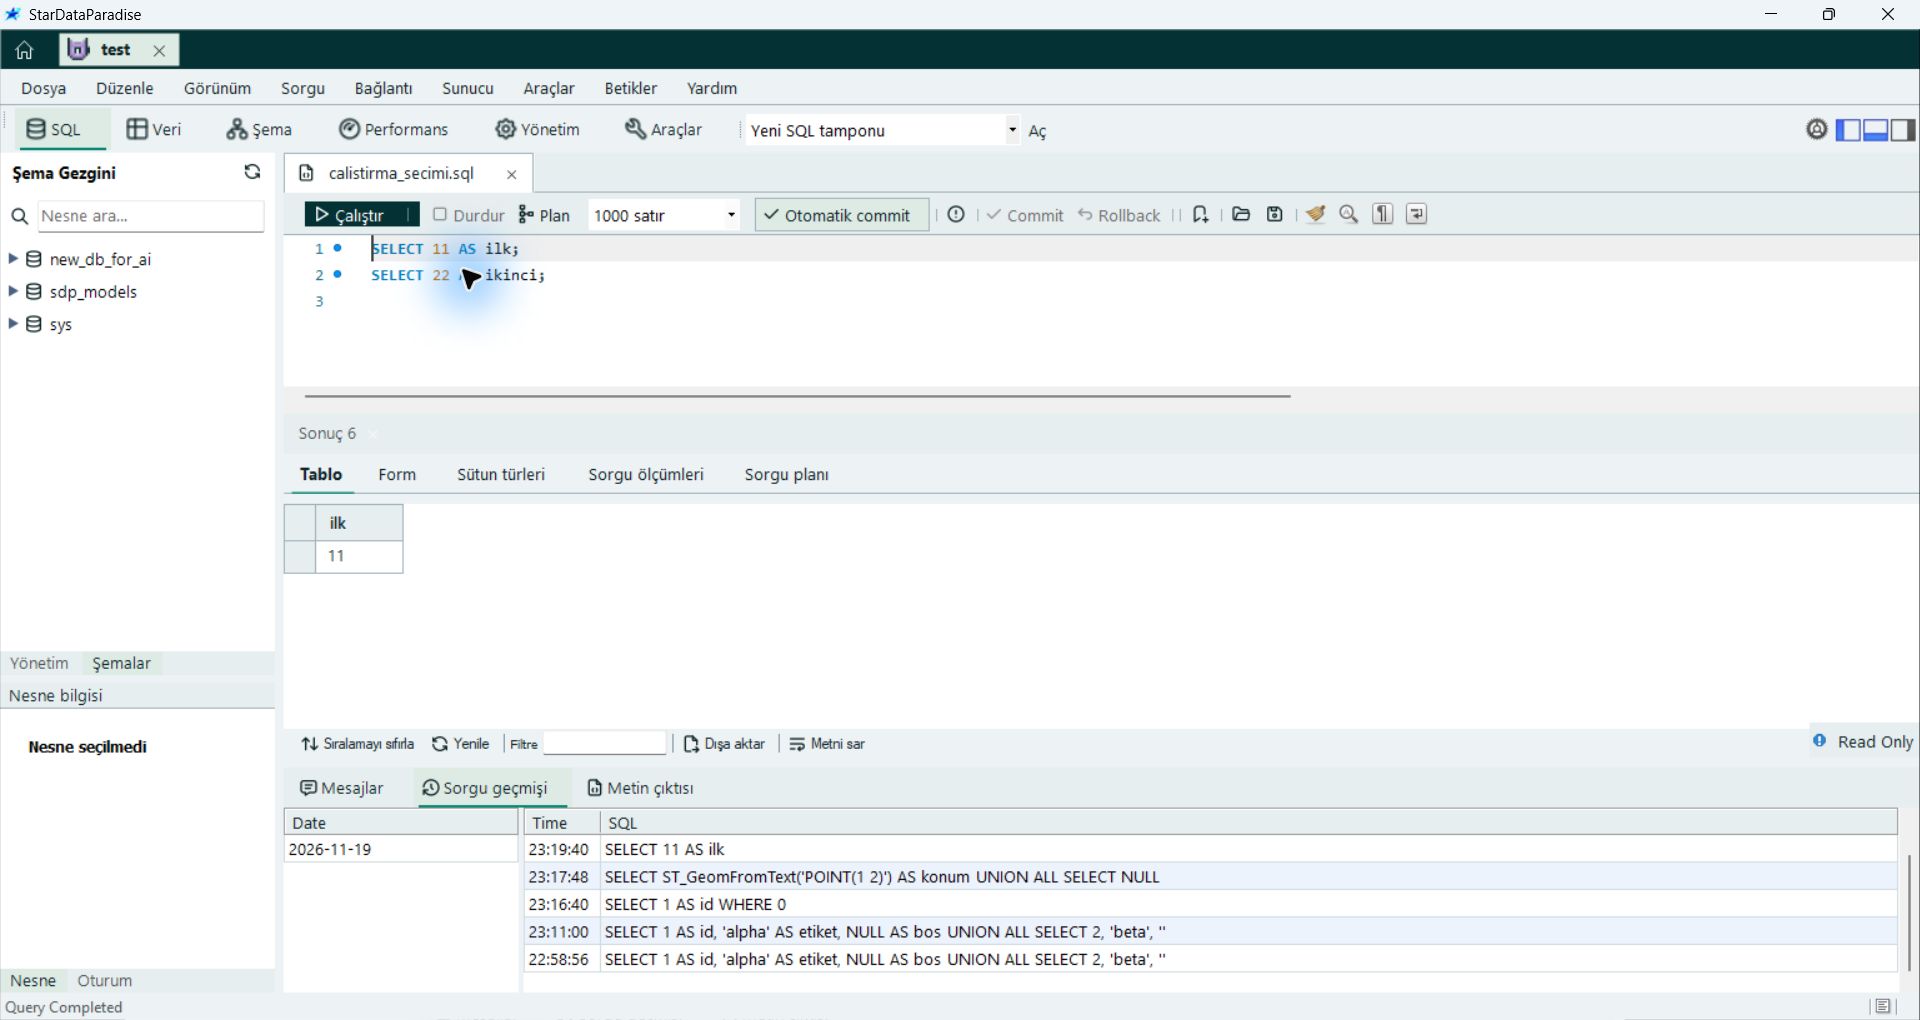 StarDataParadise
test
Dosya Düzenle Görünüm Sorgu Bağlantı Sunucu Araçlar Betikler Yardım
SQL Veri Şema Performans Yönetim Araçlar Yeni SQL tamponu Aç
Şema Gezgini
Nesne ara...
new_db_for_ai
sdp_models
sys
calistirma_secimi.sql
Çalıştır Durdur Plan 1000 satır Otomatik commit Commit Rollback
1 SELECT 11 AS ilk;
2 SELECT 22 ikinci;
3
Sonuç 6
Tablo Form Sütun türleri Sorgu ölçümleri Sorgu planı
ilk
11
Sıralamayı sıfırla Yenile Filtre Dışa aktar Metni sar Read Only
Yönetim Şemalar
Nesne bilgisi
Nesne seçilmedi
Nesne Oturum
Mesajlar Sorgu geçmişi Metin çıktısı
Date Time SQL
2026-11-19 23:19:40 SELECT 11 AS ilk
23:17:48 SELECT ST_GeomFromText('POINT(1 2)') AS konum UNION ALL SELECT NULL
23:16:40 SELECT 1 AS id WHERE 0
23:11:00 SELECT 1 AS id, 'alpha' AS etiket, NULL AS bos UNION ALL SELECT 2, 'beta', ''
22:58:56 SELECT 1 AS id, 'alpha' AS etiket, NULL AS bos UNION ALL SELECT 2, 'beta', ''
Query Completed